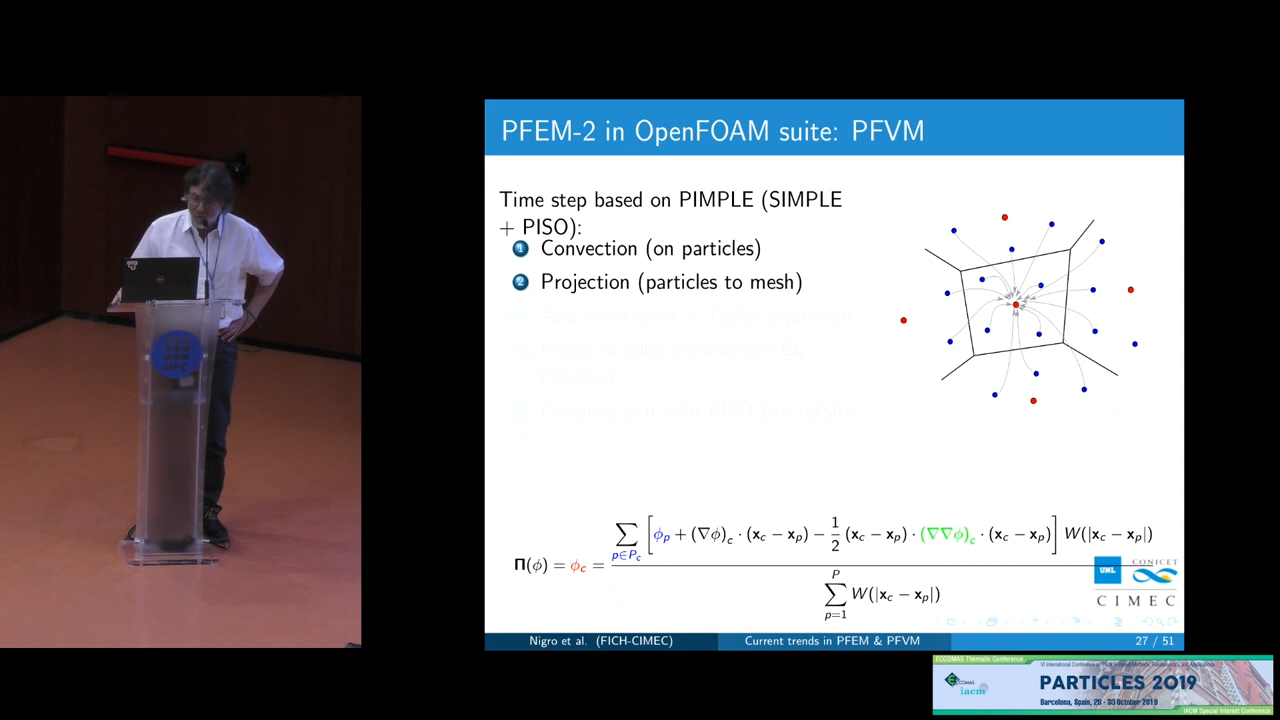 PFEM-2 in OpenFOAM suite: PFVM
Time step based on PIMPLE (SIMPLE
+ PISO):
1 Convection (on particles)
2 Projection (particles to mesh)
Π(ϕ) = ϕ_c = ∑_{p∈P_c} [ϕ_p + (∇ϕ)_c · (x_c − x_p) − 1/2 (x_c − x_p) · (∇∇ϕ)_c · (x_c − x_p)] W(|x_c − x_p|) / ∑_{p=1}^{P} W(|x_c − x_p|)
UNL CONICET
CIMEC
Nigro et al. (FICH-CIMEC) Current trends in PFEM & PFVM 27 / 51
UPC
ECCOMAS Thematic Conference
ECCOMAS
iacm
PARTICLES 2019
Barcelona, Spain, 28 - 30 October 2019
IACM Special Interest Conference